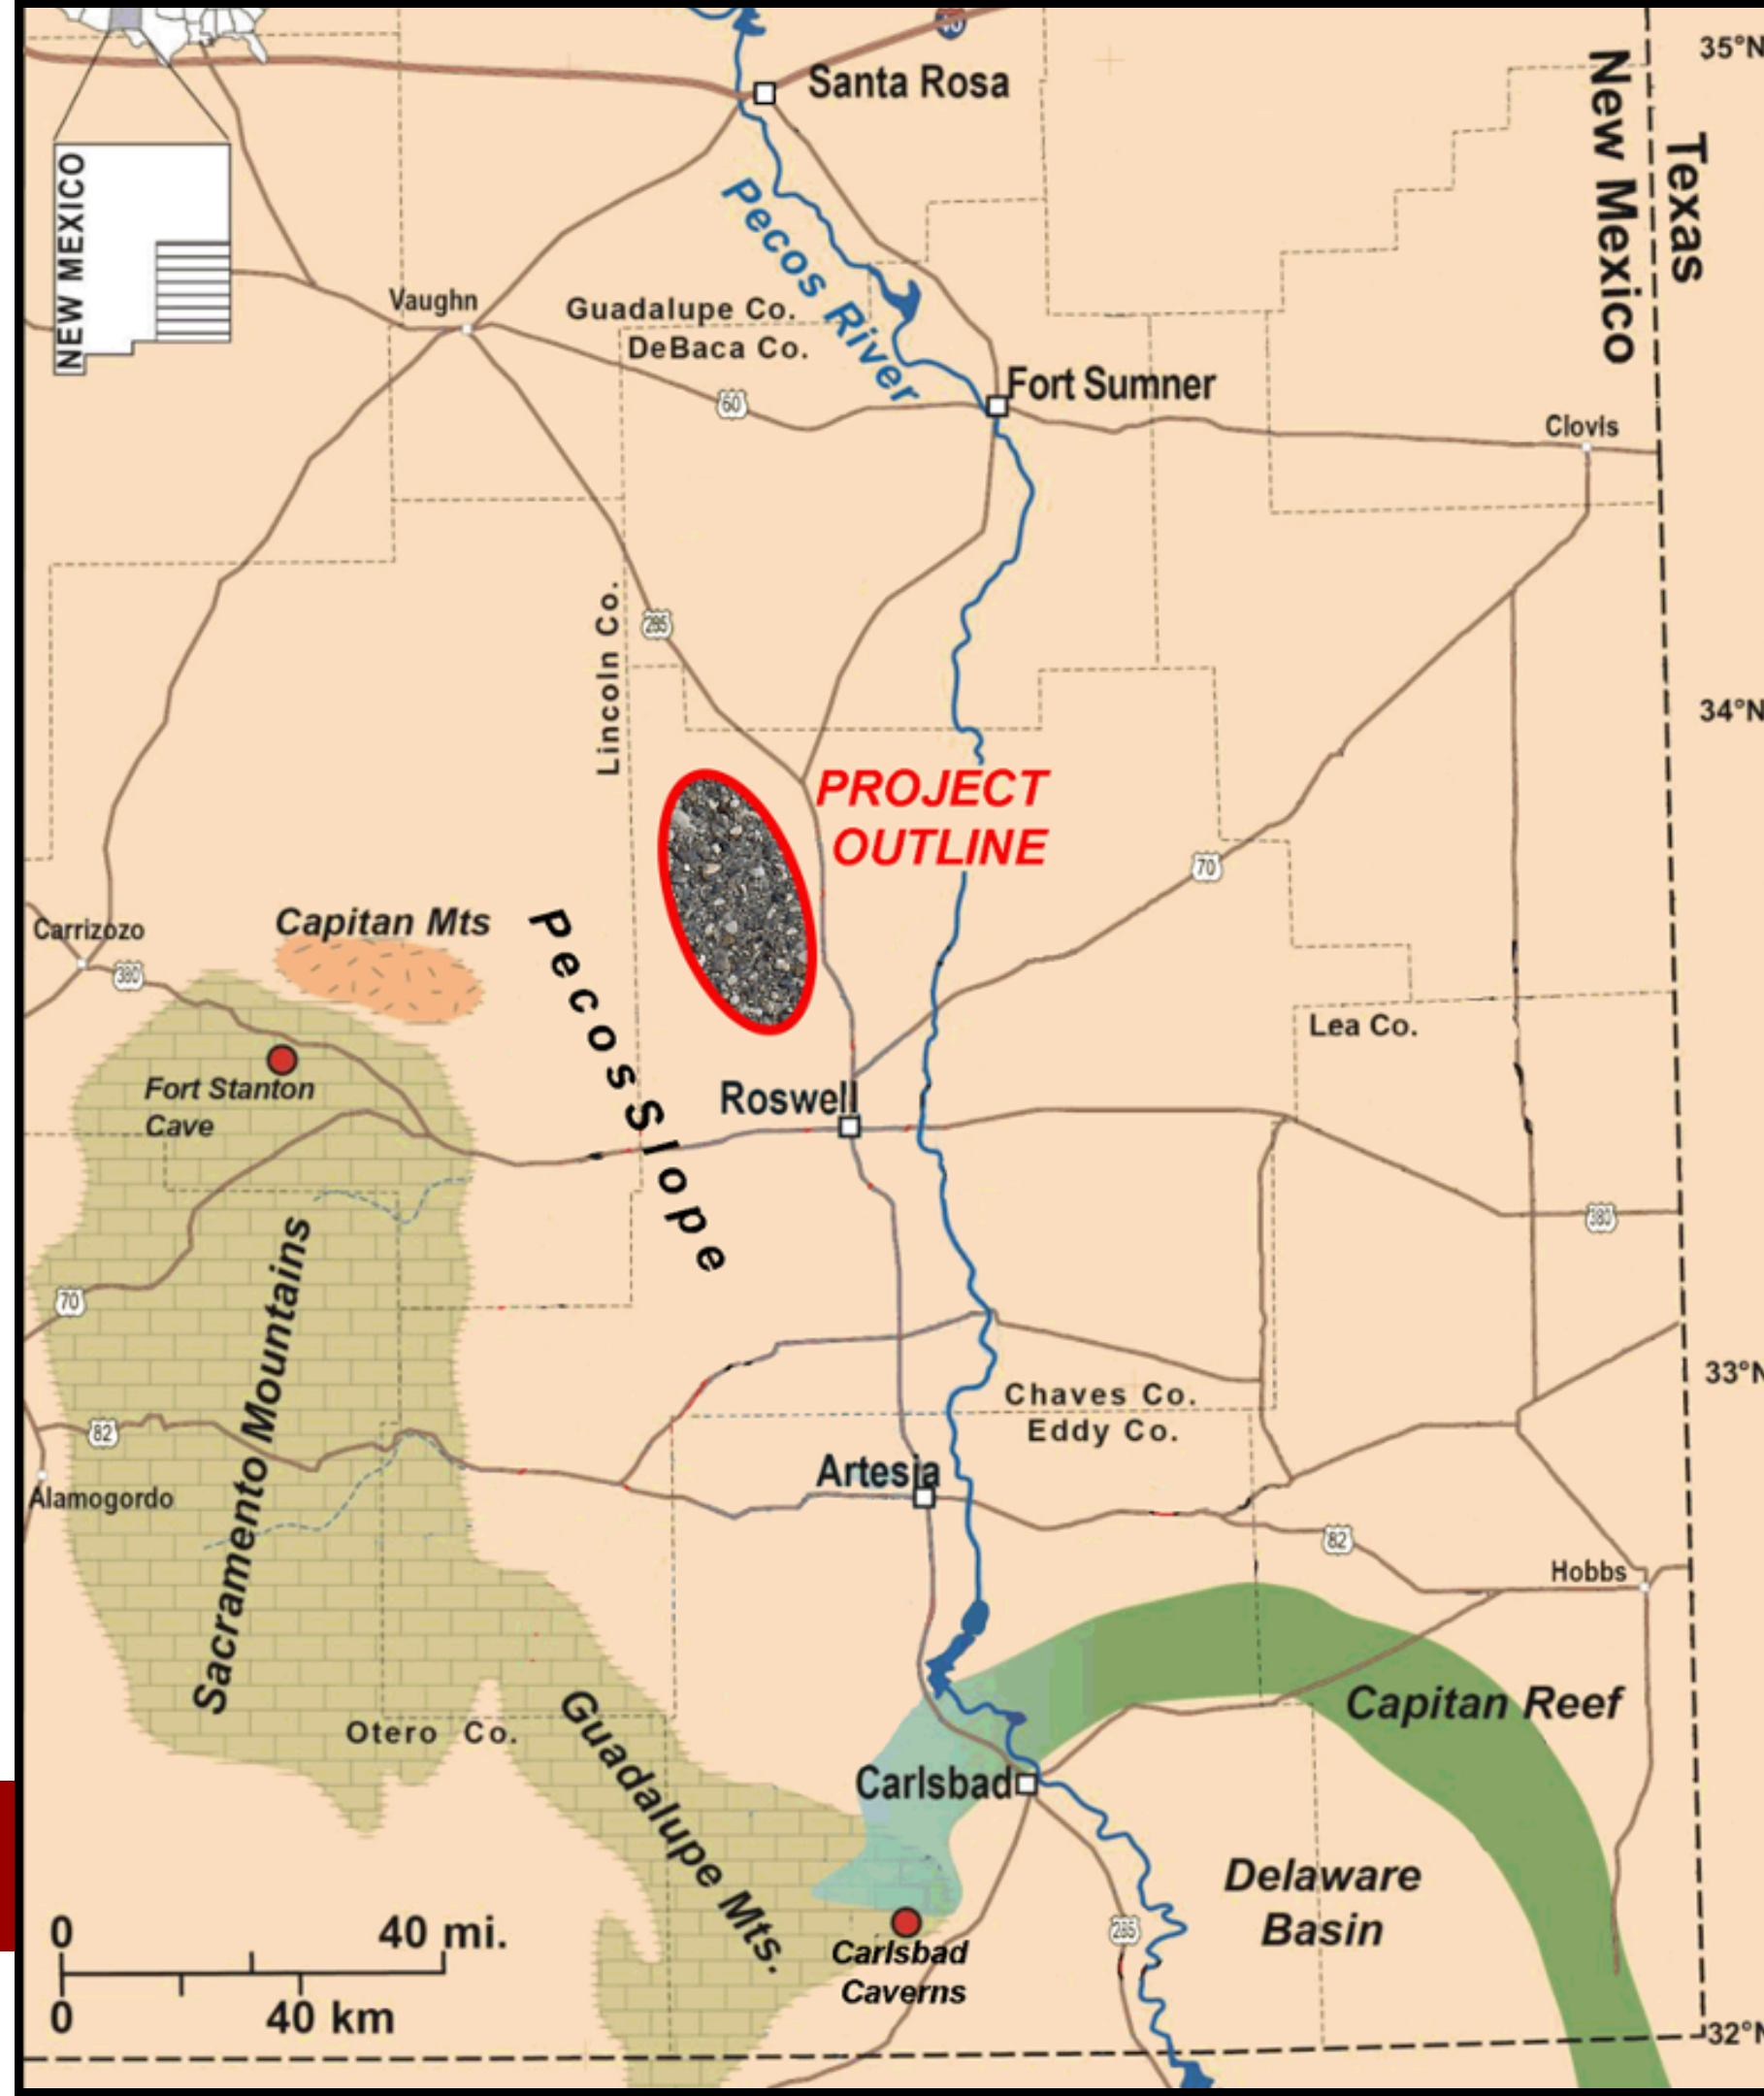 35°N
Santa Rosa
New Mexico
Texas
NEW MEXICO
Pecos River
Vaughn
Guadalupe Co.
DeBaca Co.
Fort Sumner
60
Clovis
Lincoln Co.
285
34°N
PROJECT
OUTLINE
70
Capitan Mts
Carrizozo
380
Pecos Slope
Lea Co.
Fort Stanton
Cave
Roswell
380
70
Sacramento Mountains
33°N
Chaves Co.
Eddy Co.
82
Artesia
Alamogordo
82
Hobbs
Capitan Reef
Otero Co.
Guadalupe Mts.
Carlsbad
Delaware
Basin
285
0 40 mi.
Carlsbad
Caverns
0 40 km
32°N